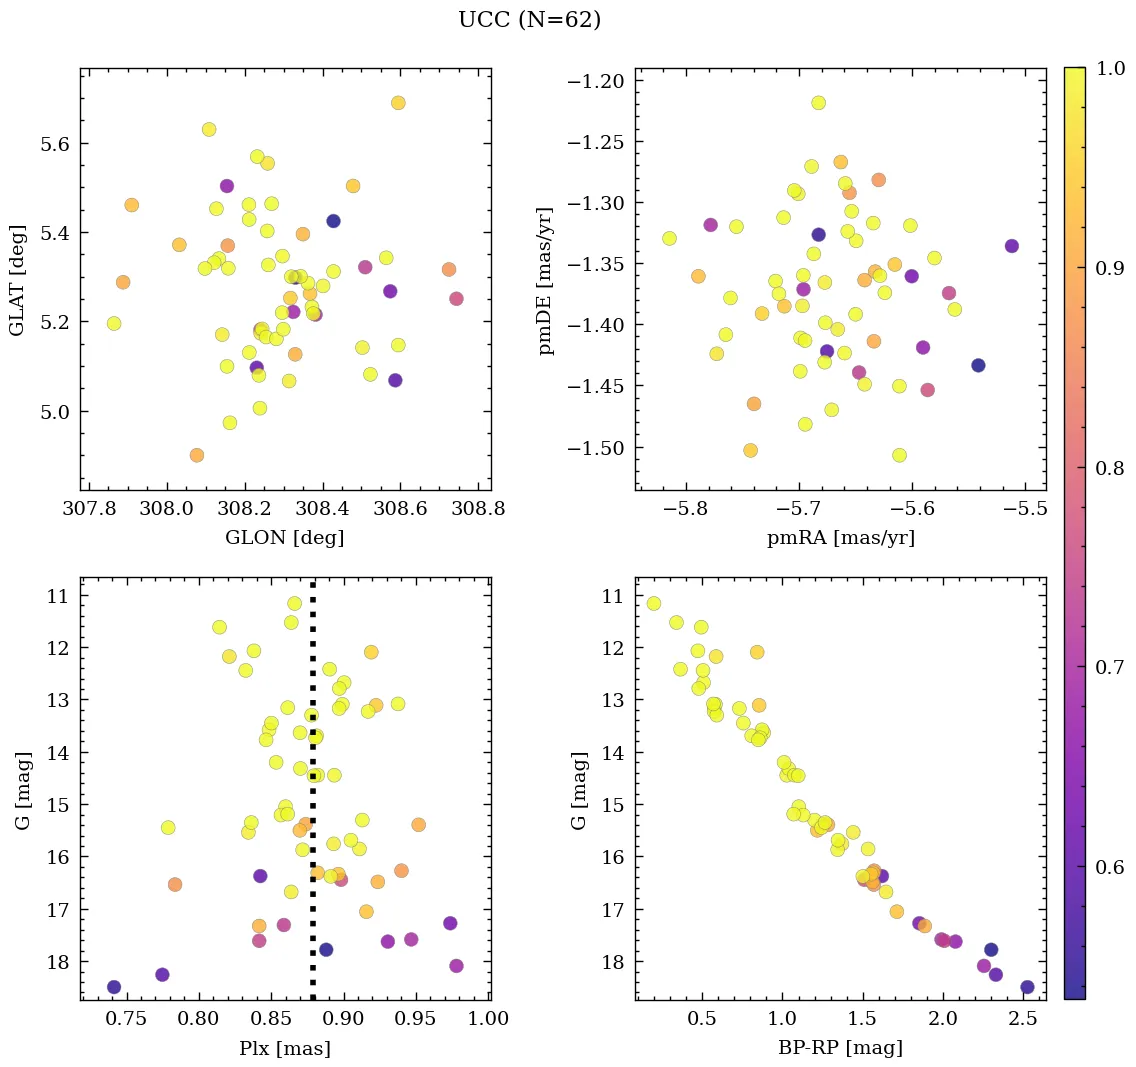 UCC (N=62)
5.6
5.4
5.2
5.0
GLAT [deg]
307.8 308.0 308.2 308.4 308.6 308.8
GLON [deg]
−1.20
−1.25
−1.30
−1.35
−1.40
−1.45
−1.50
pmDE [mas/yr]
−5.8 −5.7 −5.6 −5.5
pmRA [mas/yr]
11
12
13
14
15
16
17
18
G [mag]
0.75 0.80 0.85 0.90 0.95 1.00
Plx [mas]
11
12
13
14
15
16
17
18
G [mag]
0.5 1.0 1.5 2.0 2.5
BP-RP [mag]
1.0
0.9
0.8
0.7
0.6